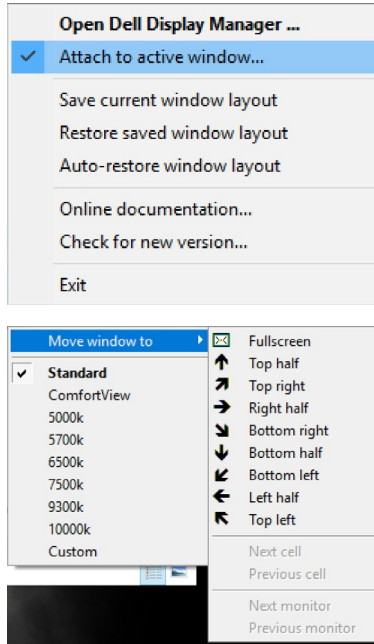 Open Dell Display Manager ...
Attach to active window...
Save current window layout
Restore saved window layout
Auto-restore window layout
Online documentation...
Check for new version...
Exit
Move window to
Standard
ComfortView
5000k
5700k
6500k
7500k
9300k
10000k
Custom
Fullscreen
Top half
Top right
Right half
Bottom right
Bottom half
Bottom left
Left half
Top left
Next cell
Previous cell
Next monitor
Previous monitor